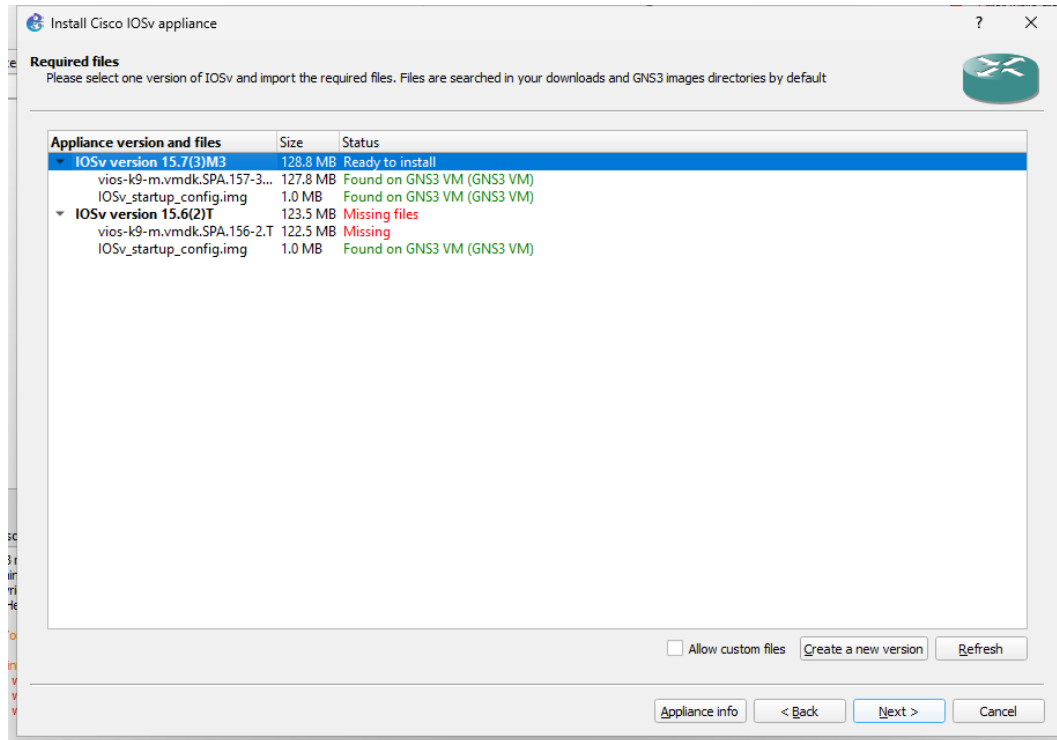 Install Cisco IOSv appliance ? ×
Required files
Please select one version of IOSv and import the required files. Files are searched in your downloads and GNS3 images directories by default
Appliance version and files Size Status
IOSv version 15.7(3)M3 128.8 MB Ready to install
vios-k9-m.vmdk.SPA.157-3... 127.8 MB Found on GNS3 VM (GNS3 VM)
IOSv_startup_config.img 1.0 MB Found on GNS3 VM (GNS3 VM)
IOSv version 15.6(2)T 123.5 MB Missing files
vios-k9-m.vmdk.SPA.156-2.T 122.5 MB Missing
IOSv_startup_config.img 1.0 MB Found on GNS3 VM (GNS3 VM)
Allow custom files Create a new version Refresh
Appliance info < Back Next > Cancel